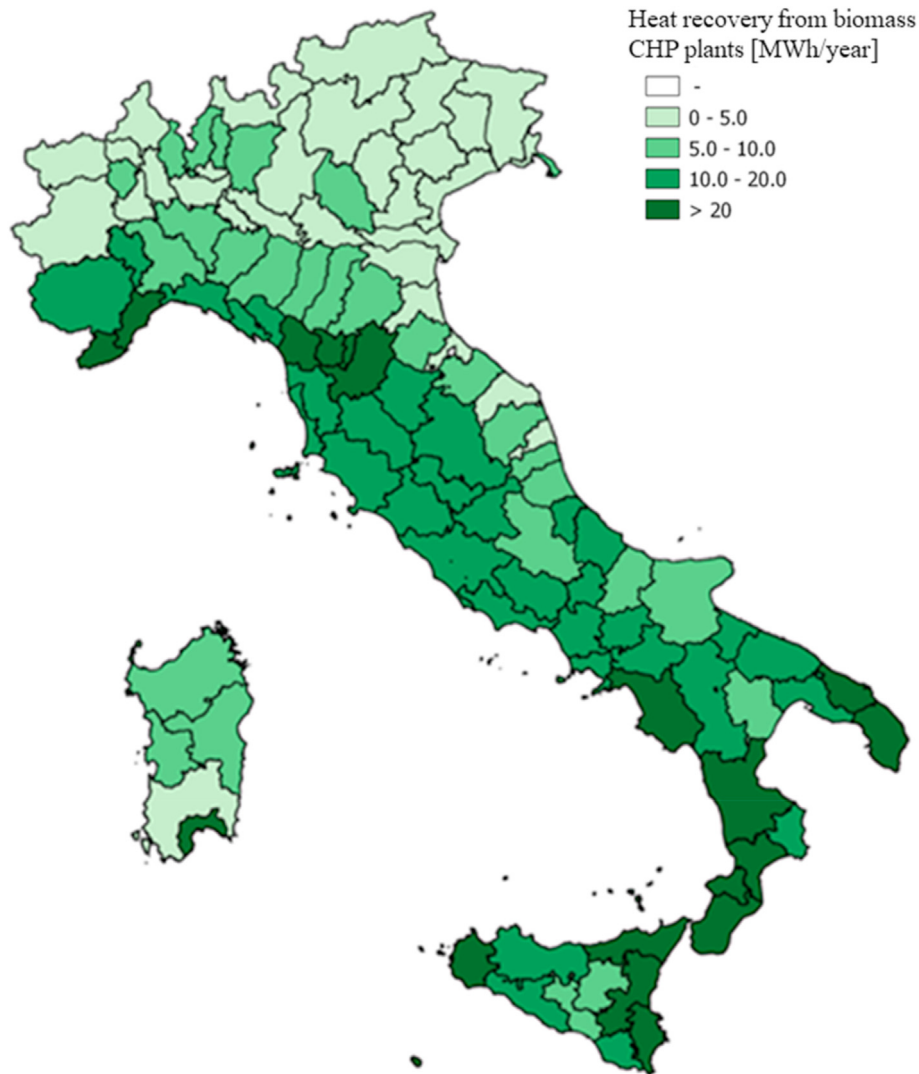 Heat recovery from biomass
CHP plants [MWh/year]
-
0 - 5.0
5.0 - 10.0
10.0 - 20.0
> 20